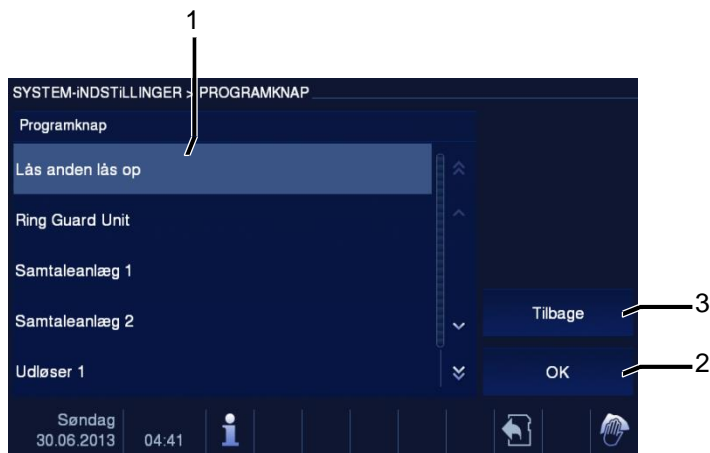 1
SYSTEM-iNDSTiLLINGER > PROGRAMKNAP
Programknap
Lås anden lås op
Ring Guard Unit
Samtaleanlæg 1
Samtaleanlæg 2
Udløser 1
Tilbage
3
OK
2
Søndag
30.06.2013
04:41
i